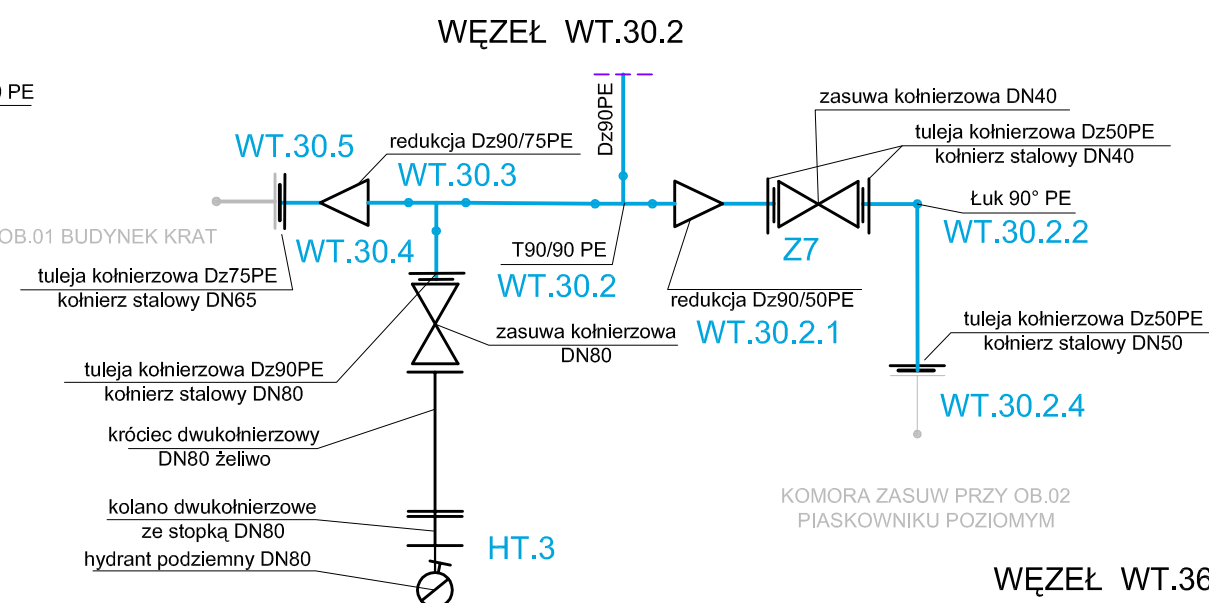 WĘZEŁ WT.30.2
PE
Dz90PE
zasuwa kołnierzowa DN40
tuleja kołnierzowa Dz50PE
kołnierz stalowy DN40
WT.30.5
redukcja Dz90/75PE
WT.30.3
Łuk 90° PE
WT.30.2.2
OB.01 BUDYNEK KRAT
WT.30.4
T90/90 PE
Z7
WT.30.2
tuleja kołnierzowa Dz75PE
kołnierz stalowy DN65
redukcja Dz90/50PE
WT.30.2.1
zasuwa kołnierzowa
DN80
tuleja kołnierzowa Dz50PE
kołnierz stalowy DN50
tuleja kołnierzowa Dz90PE
kołnierz stalowy DN80
WT.30.2.4
króciec dwukołnierzowy
DN80 żeliwo
KOMORA ZASUW PRZY OB.02
PIASKOWNIKU POZIOMYM
kolano dwukołnierzowe
ze stopką DN80
HT.3
hydrant podziemny DN80
WĘZEŁ WT.36